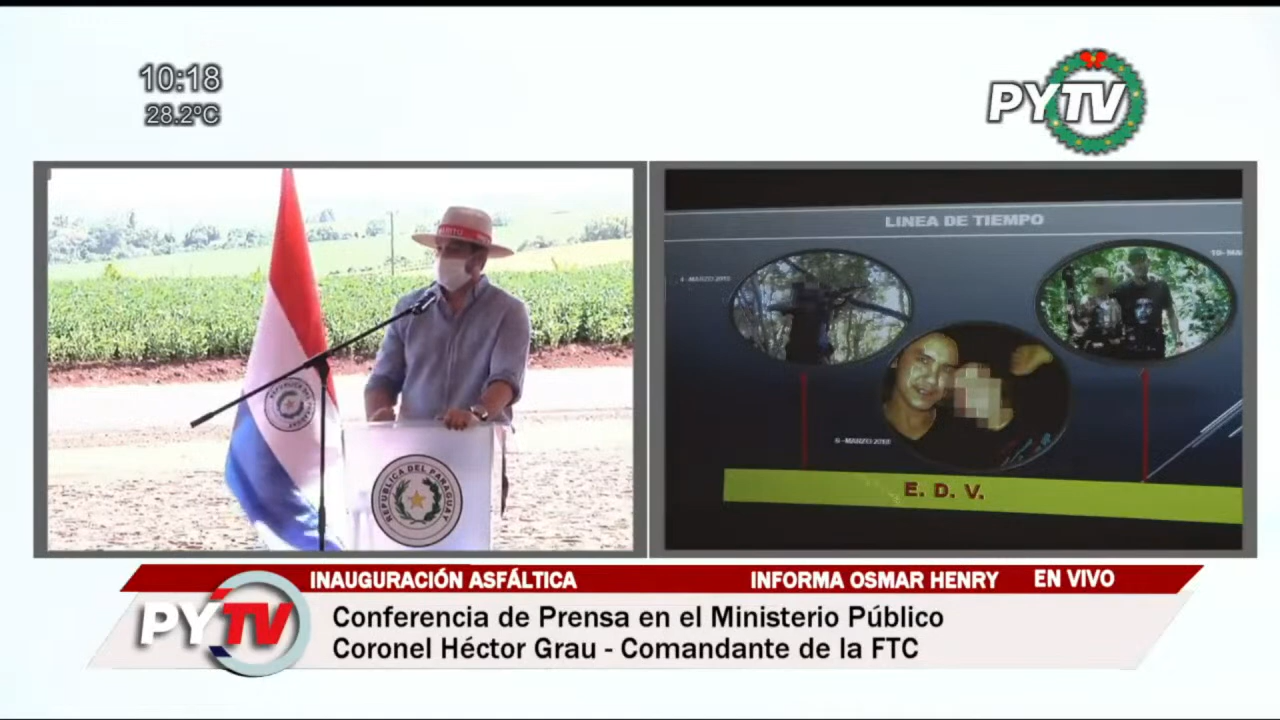 10:18
28.2ºC
PYTV
LINEA DE TIEMPO
REPUBLICA DEL PARAGUAY
E. D. V.
INAUGURACIÓN ASFÁLTICA
INFORMA OSMAR HENRY
EN VIVO
PYTV
Conferencia de Prensa en el Ministerio Público
Coronel Héctor Grau - Comandante de la FTC